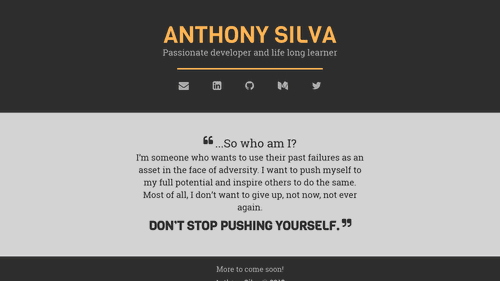 ANTHONY SILVA
Passionate developer and life long learner
❝ ...So who am I?
I'm someone who wants to use their past failures as an
asset in the face of adversity. I want to push myself to
my full potential and inspire others to do the same.
Most of all, I don't want to give up, not now, not ever
again.
DON'T STOP PUSHING YOURSELF. ❞
More to come soon!